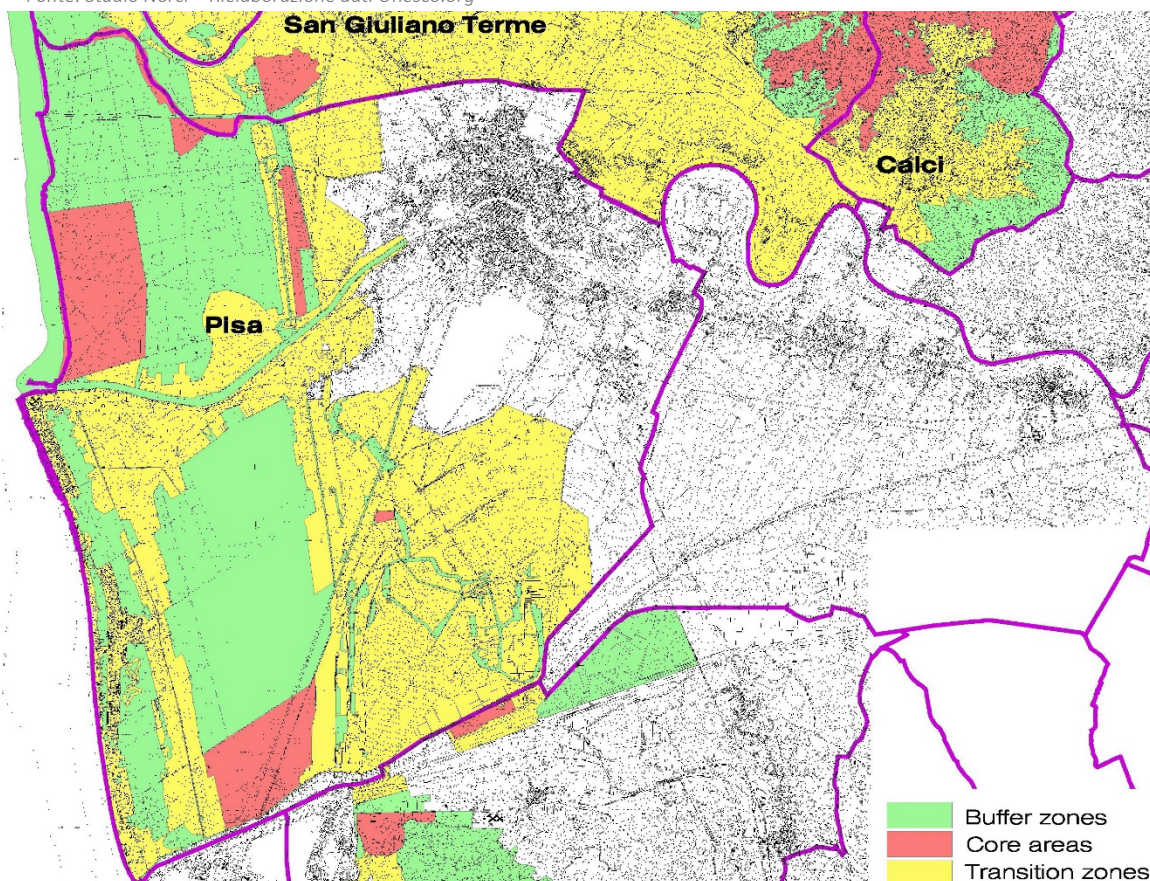 San Giuliano Terme
Calci
Pisa
Buffer zones
Core areas
Transition zones